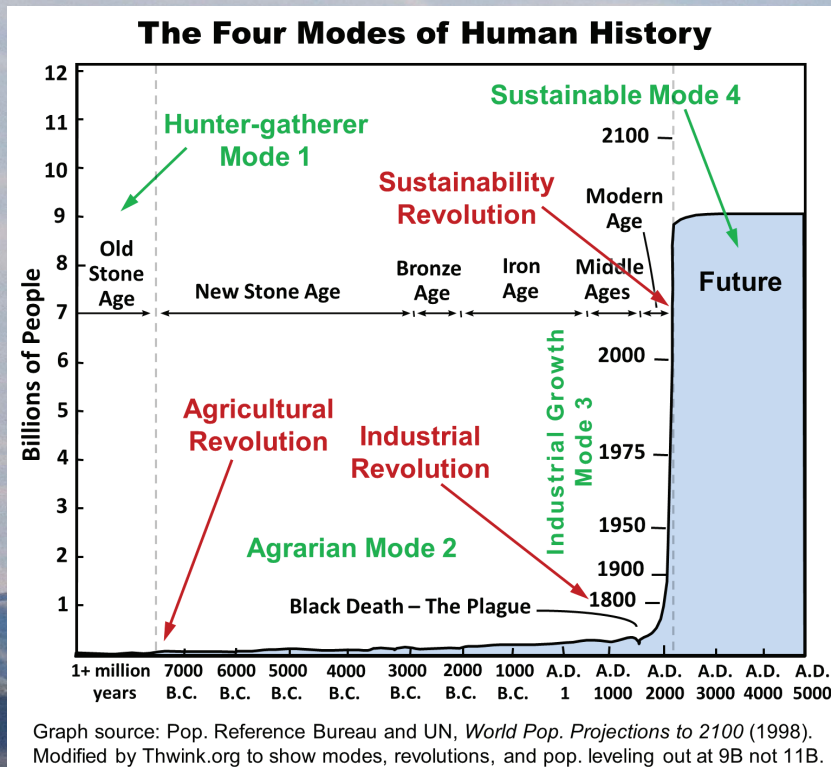 The Four Modes of Human History
12
11
10
9
8
7
6
5
4
3
2
1
Billions of People
Hunter-gatherer
Mode 1
Sustainable Mode 4
2100
Sustainability
Revolution
Modern
Age
Old
Stone
Age
New Stone Age
Bronze
Age
Iron
Age
Middle
Ages
Future
2000
Industrial Growth
Mode 3
Agricultural
Revolution
Industrial
Revolution
1975
1950
Agrarian Mode 2
1900
1800
Black Death – The Plague
1+ million
years
7000
B.C.
6000
B.C.
5000
B.C.
4000
B.C.
3000
B.C.
2000
B.C.
1000
B.C.
A.D.
1
A.D.
1000
A.D.
2000
A.D.
3000
A.D.
4000
A.D.
5000
Graph source: Pop. Reference Bureau and UN, World Pop. Projections to 2100 (1998).
Modified by Thwink.org to show modes, revolutions, and pop. leveling out at 9B not 11B.